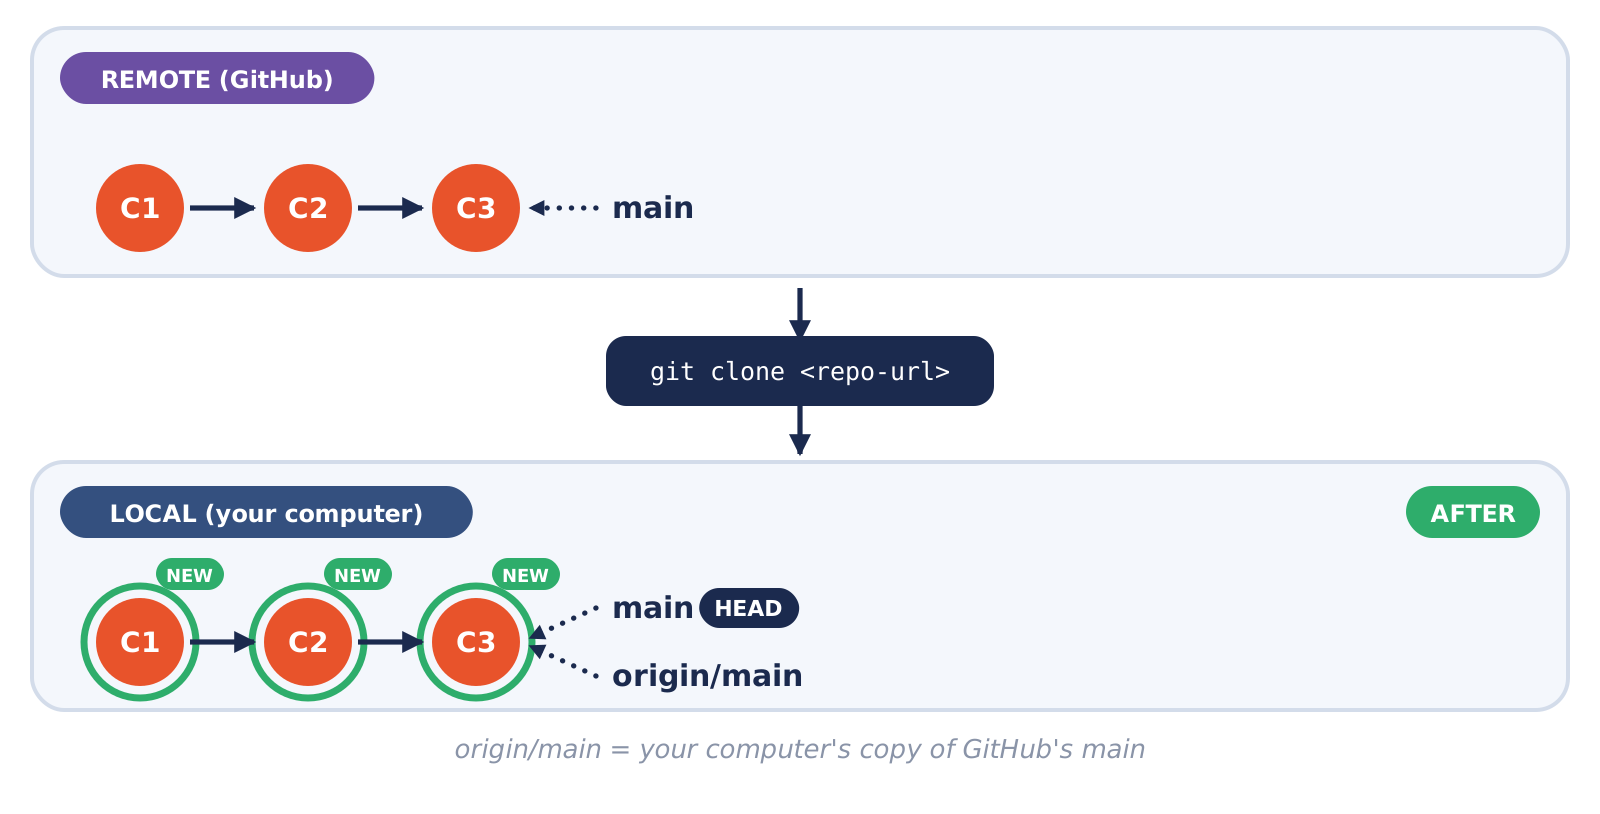 REMOTE (GitHub)
C1 C2 C3 main
git clone <repo-url>
LOCAL (your computer)
AFTER
NEW NEW NEW
main HEAD
C1 C2 C3
origin/main
origin/main = your computer's copy of GitHub's main